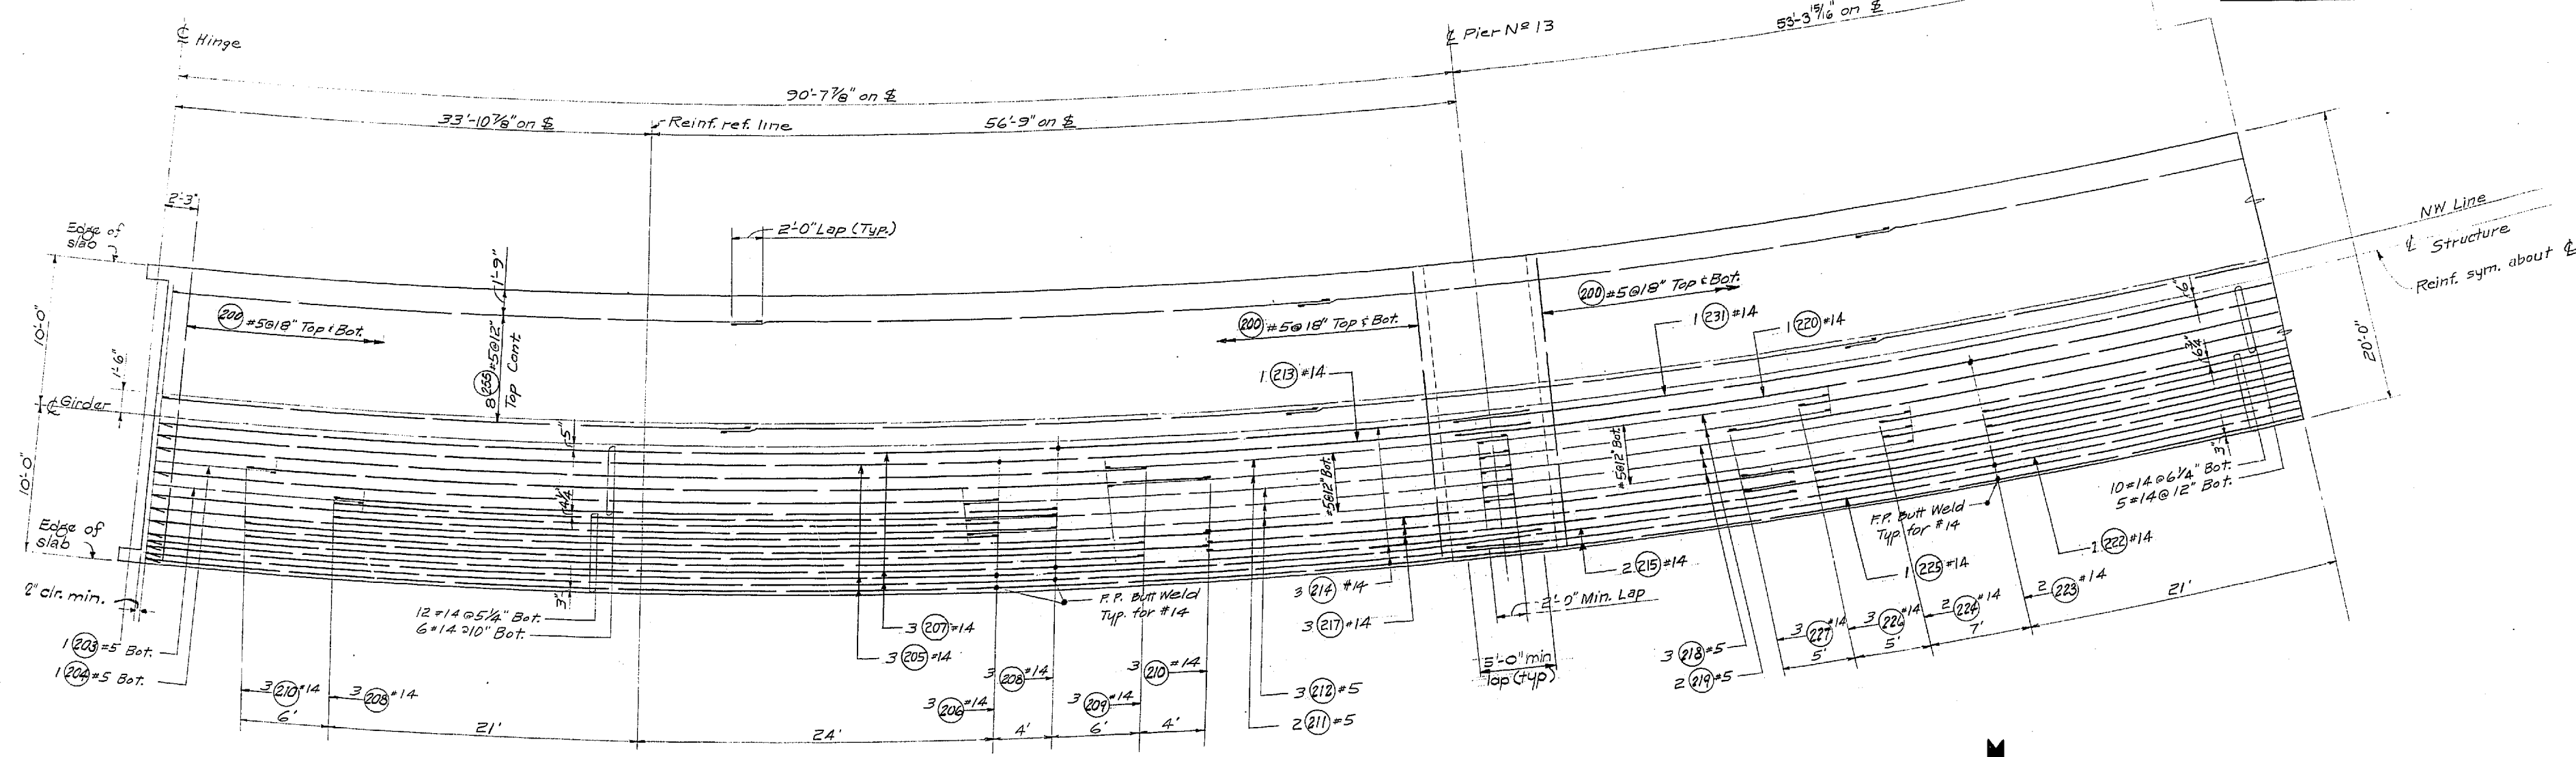 ℄ Hinge
℄ Pier Nº 13
53'-3 15/16" on ℄
90'-7 7/8" on ℄
33'-10 7/8" on ℄
Reinf. ref. line
56'-9" on ℄
2'-3"
Edge of
slab
2'-0" Lap (Typ.)
1'-9"
10'-0"
1'-6"
℄ Girder
10'-0"
Edge of
slab
2" clr. min.
200 #5@18" Top & Bot.
8 255 #5@12"
Top Cont
200 #5@18" Top & Bot.
200 #5@18" Top & Bot.
1 231 #14
1 220 #14
1 213 #14
NW Line
℄ Structure
Reinf. sym. about ℄
20'-0"
6"
6 3/4"
3"
5"
4 1/4"
3"
#5@12" Bot.
#5@12" Bot.
10 #14 @ 6 1/4" Bot.
5 #14 @ 12" Bot.
F.P. Butt Weld
Typ. for #14
1 222 #14
1 225 #14
2 223 #14
2 224 #14
3 226 #14
3 227 #14
21'
7'
5'
5'
12 #14 @ 5 1/4" Bot.
6 #14 @ 10" Bot.
F.P. Butt Weld
Typ. for #14
3 214 #14
3 217 #14
2 215 #14
2'-0" Min. Lap
5'-0" min
lap (typ)
3 218 #5
2 219 #5
1 203 #5 Bot.
1 204 #5 Bot.
3 207 #14
3 205 #14
3 210 #14
3 208 #14
3 206 #14
3 208 #14
3 209 #14
3 210 #14
3 212 #5
2 211 #5
6'
21'
24'
4'
6'
4'